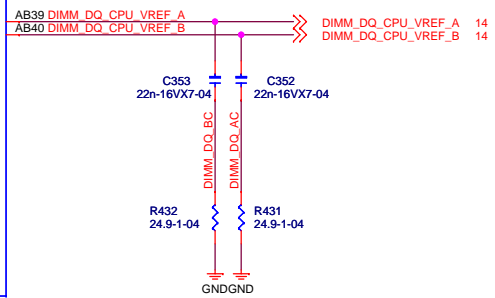 AB39 DIMM_DQ_CPU_VREF_A
AB40 DIMM_DQ_CPU_VREF_B
DIMM_DQ_CPU_VREF_A 14
DIMM_DQ_CPU_VREF_B 14
C353
22n-16VX7-04
C352
22n-16VX7-04
DIMM_DQ_BC
DIMM_DQ_AC
R432
24.9-1-04
R431
24.9-1-04
GNDGND